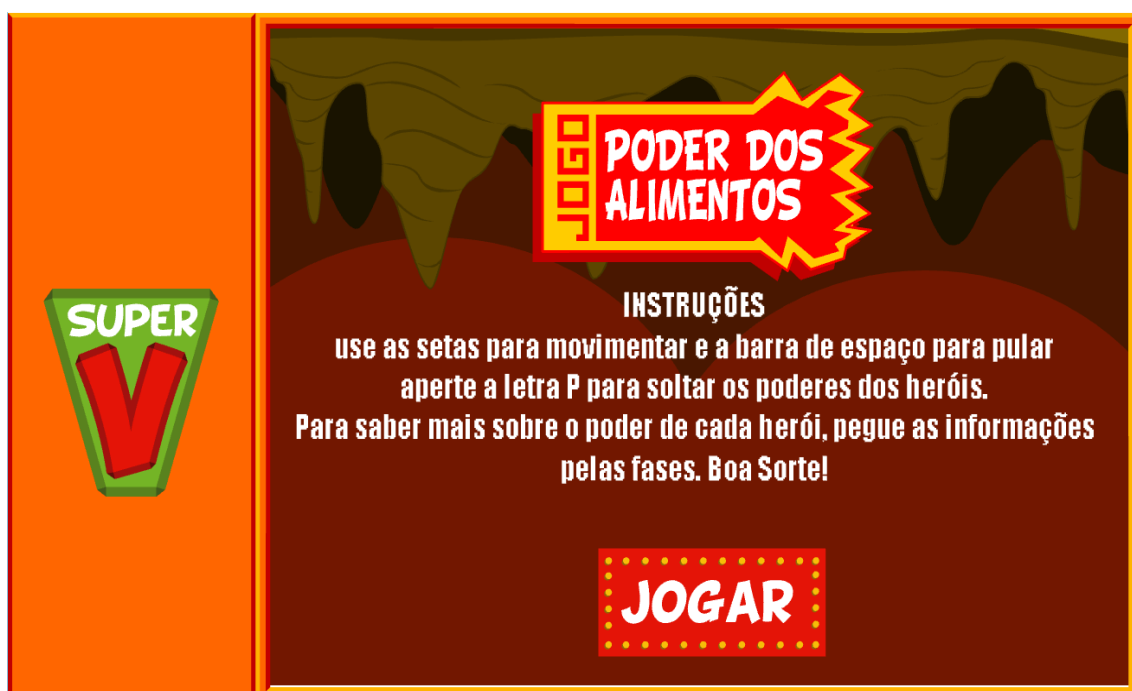 SUPER
V
JOGO
PODER DOS
ALIMENTOS
INSTRUÇÕES
use as setas para movimentar e a barra de espaço para pular
aperte a letra P para soltar os poderes dos heróis.
Para saber mais sobre o poder de cada herói, pegue as informações
pelas fases. Boa Sorte!
JOGAR